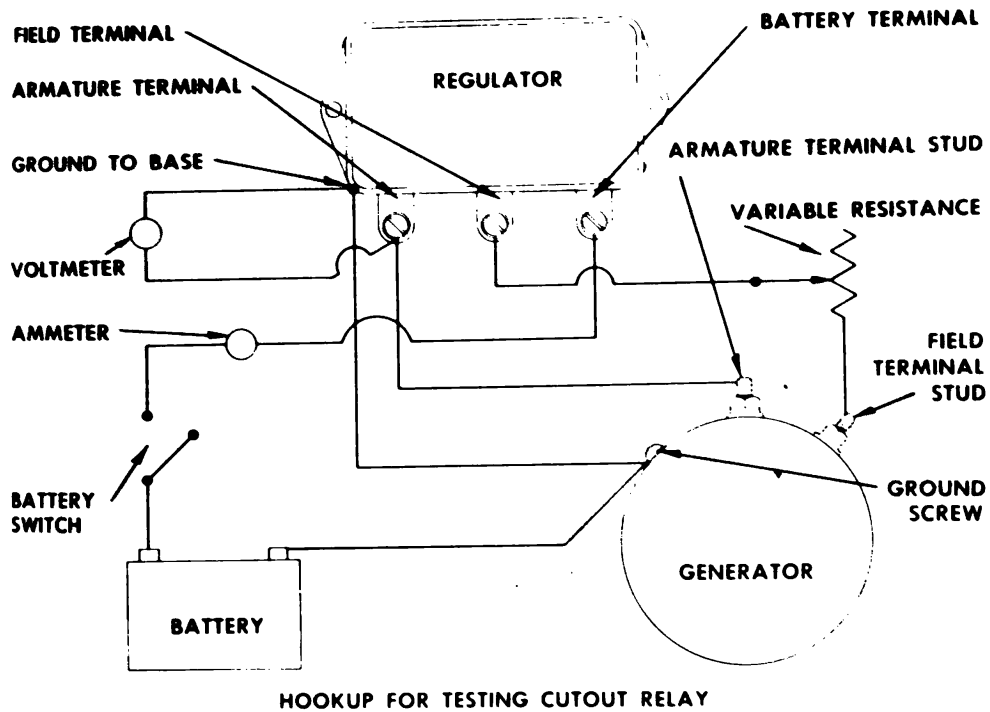 FIELD TERMINAL
BATTERY TERMINAL
REGULATOR
ARMATURE TERMINAL
ARMATURE TERMINAL STUD
GROUND TO BASE
VARIABLE RESISTANCE
VOLTMETER
AMMETER
FIELD
TERMINAL
STUD
BATTERY
SWITCH
GROUND
SCREW
GENERATOR
BATTERY
HOOKUP FOR TESTING CUTOUT RELAY